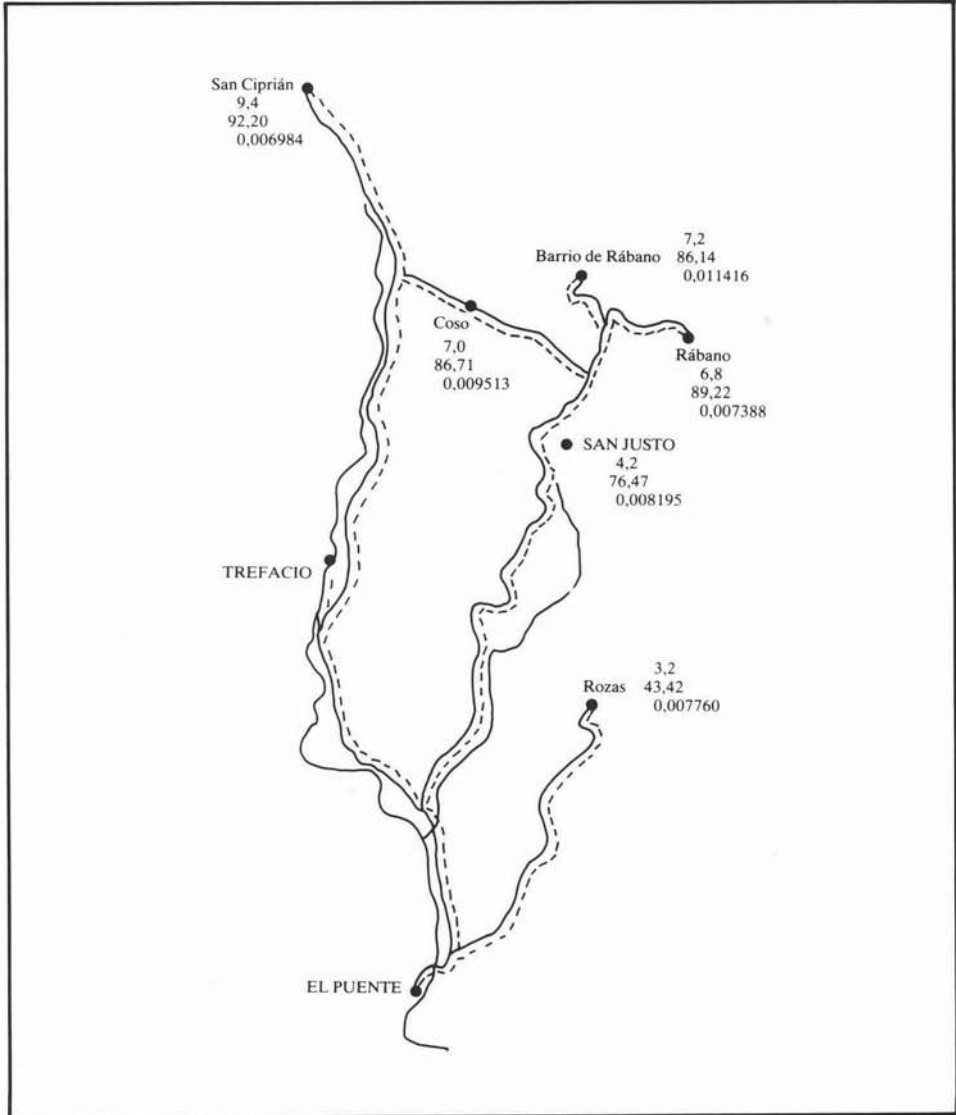 San Ciprián
9,4
92,20
0,006984
7,2
Barrio de Rábano 86,14
0,011416
Coso
7,0
86,71
0,009513
Rábano
6,8
89,22
0,007388
SAN JUSTO
4,2
76,47
0,008195
TREFACIO
3,2
Rozas 43,42
0,007760
EL PUENTE